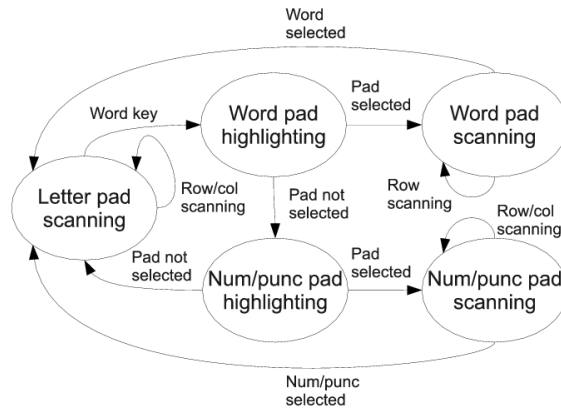 Word
selected
Word key
Word pad
highlighting
Pad
selected
Word pad
scanning
Letter pad
scanning
Row/col
scanning
Pad not
selected
Row
scanning
Row/col
scanning
Pad not
selected
Num/punc pad
highlighting
Pad
selected
Num/punc pad
scanning
Num/punc
selected